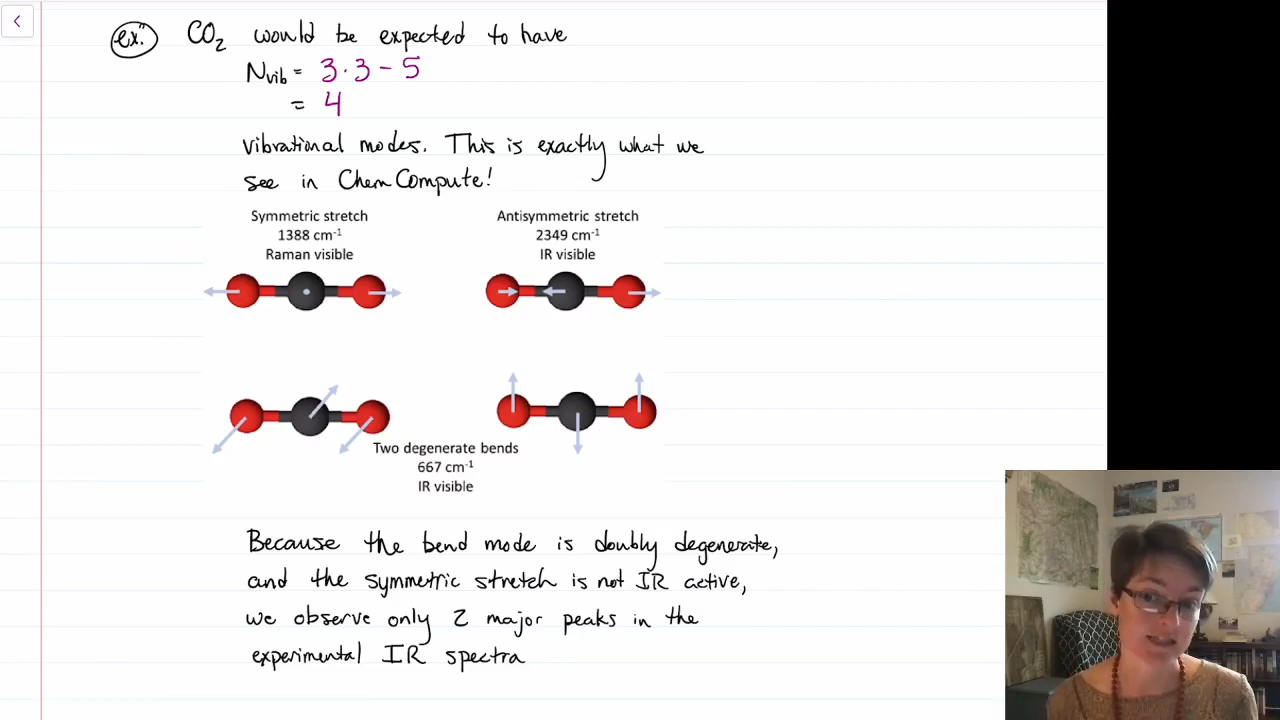 ex: CO₂ would be expected to have
Nvib = 3·3 - 5
= 4
vibrational modes. This is exactly what we
see in ChemCompute!
Symmetric stretch
1388 cm⁻¹
Raman visible
Antisymmetric stretch
2349 cm⁻¹
IR visible
Two degenerate bends
667 cm⁻¹
IR visible
Because the bend mode is doubly degenerate,
and the symmetric stretch is not IR active,
we observe only 2 major peaks in the
experimental IR spectra